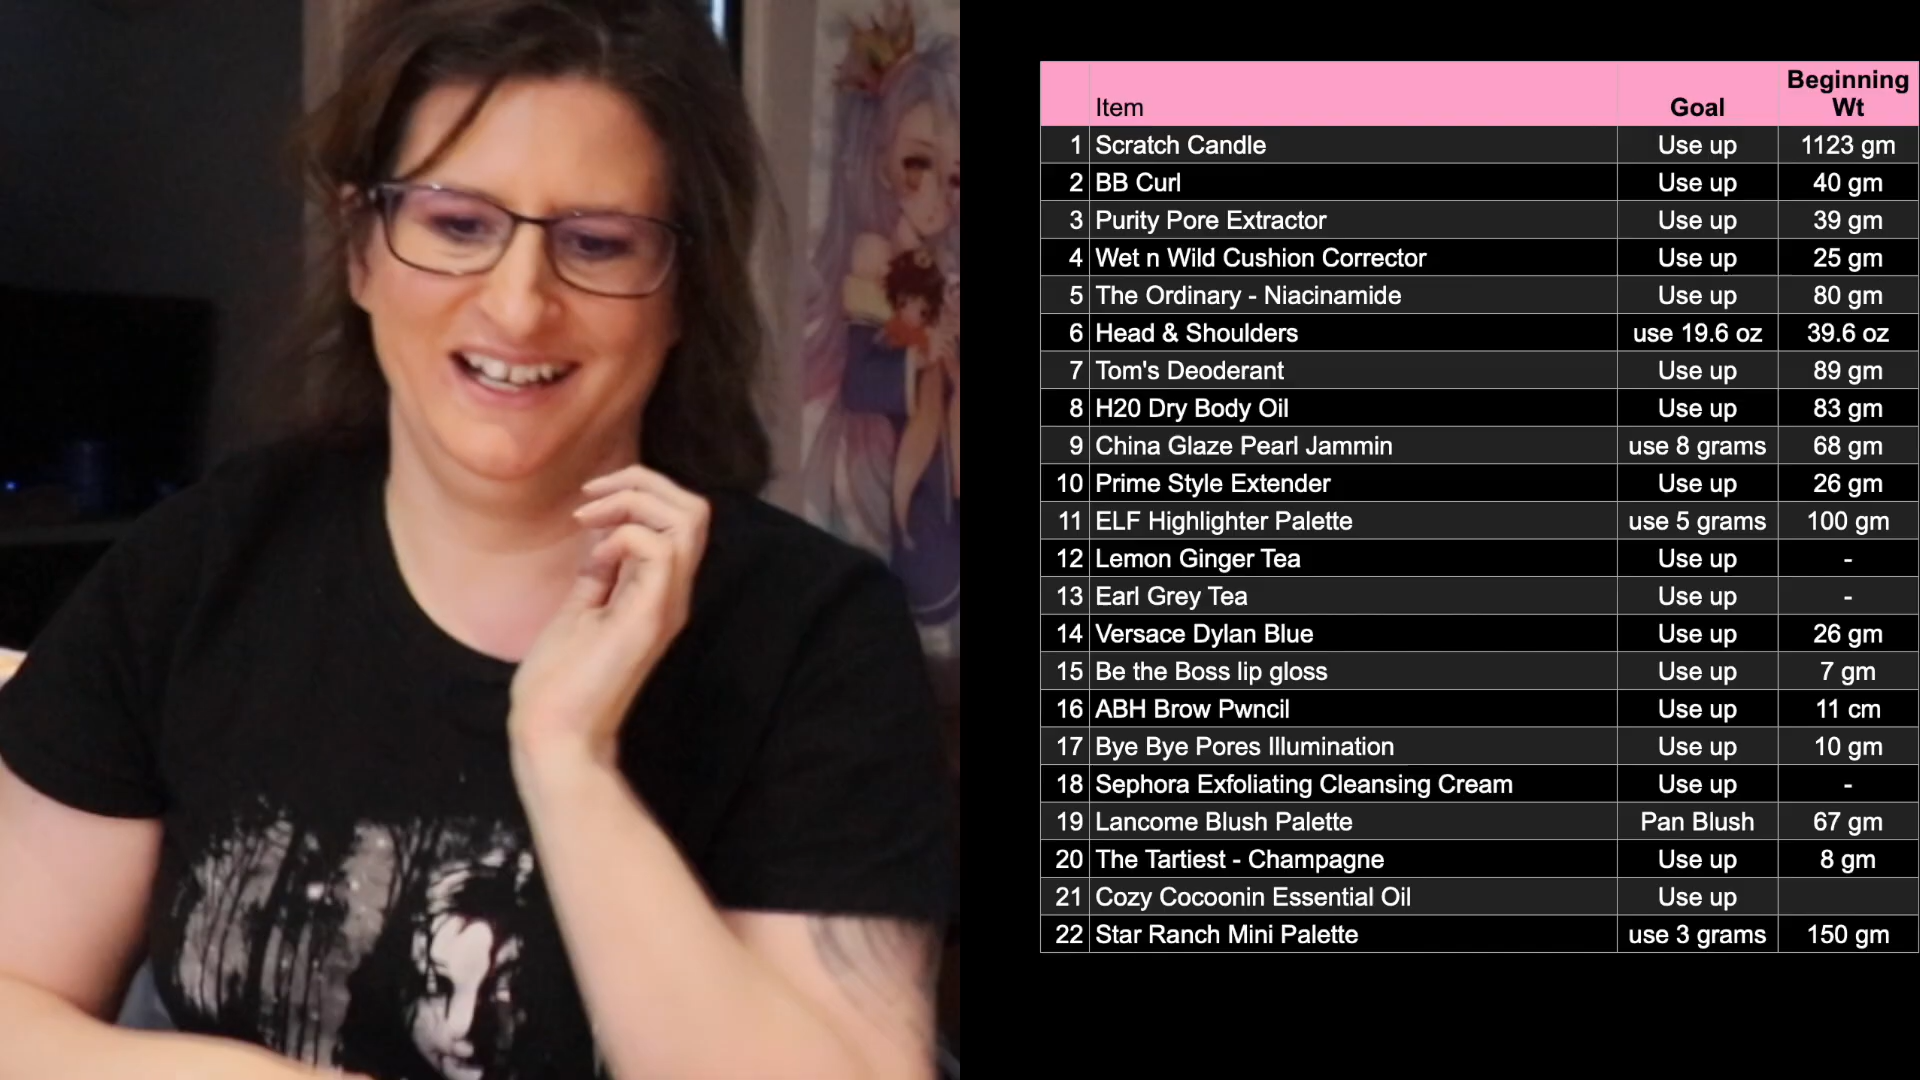 Item Goal Beginning Wt
1 Scratch Candle Use up 1123 gm
2 BB Curl Use up 40 gm
3 Purity Pore Extractor Use up 39 gm
4 Wet n Wild Cushion Corrector Use up 25 gm
5 The Ordinary - Niacinamide Use up 80 gm
6 Head & Shoulders use 19.6 oz 39.6 oz
7 Tom's Deoderant Use up 89 gm
8 H20 Dry Body Oil Use up 83 gm
9 China Glaze Pearl Jammin use 8 grams 68 gm
10 Prime Style Extender Use up 26 gm
11 ELF Highlighter Palette use 5 grams 100 gm
12 Lemon Ginger Tea Use up -
13 Earl Grey Tea Use up -
14 Versace Dylan Blue Use up 26 gm
15 Be the Boss lip gloss Use up 7 gm
16 ABH Brow Pwncil Use up 11 cm
17 Bye Bye Pores Illumination Use up 10 gm
18 Sephora Exfoliating Cleansing Cream Use up -
19 Lancome Blush Palette Pan Blush 67 gm
20 The Tartiest - Champagne Use up 8 gm
21 Cozy Cocoonin Essential Oil Use up
22 Star Ranch Mini Palette use 3 grams 150 gm